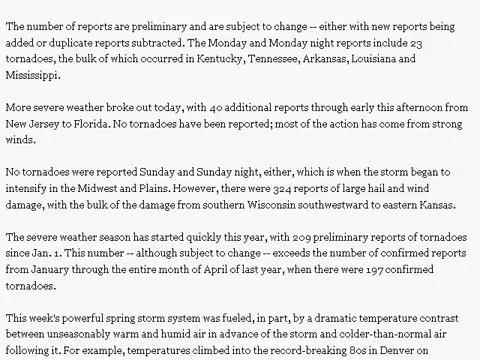 The number of reports are preliminary and are subject to change -- either with new reports being
added or duplicate reports subtracted. The Monday and Monday night reports include 23
tornadoes, the bulk of which occurred in Kentucky, Tennessee, Arkansas, Louisiana and
Mississippi.
More severe weather broke out today, with 40 additional reports through early this afternoon from
New Jersey to Florida. No tornadoes have been reported; most of the action has come from strong
winds.
No tornadoes were reported Sunday and Sunday night, either, which is when the storm began to
intensify in the Midwest and Plains. However, there were 324 reports of large hail and wind
damage, with the bulk of the damage from southern Wisconsin southwestward to eastern Kansas.
The severe weather season has started quickly this year, with 209 preliminary reports of tornadoes
since Jan. 1. This number -- although subject to change -- exceeds the number of confirmed reports
from January through the entire month of April of last year, when there were 197 confirmed
tornadoes.
This week's powerful spring storm system was fueled, in part, by a dramatic temperature contrast
between unseasonably warm and humid air in advance of the storm and colder-than-normal air
following it. For example, temperatures climbed into the record-breaking 80s in Denver on